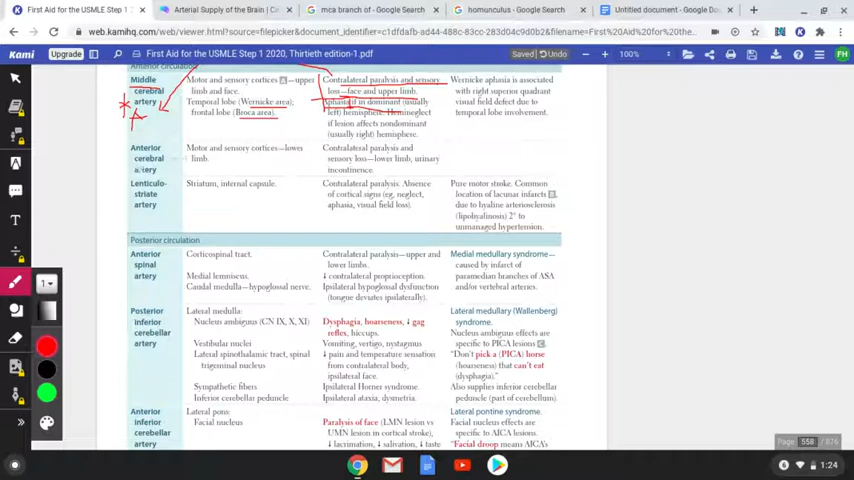 First Aid for the USMLE Step 1
Arterial Supply of the Brain
mca branch of - Google Search
homunculus - Google Search
Untitled document - Google Do
web.kamihq.com/web/viewer.html?source=filepicker&document_identifier=c1dfdafb-ad44-488c-a373-e55cc350da04&filename=First Aid for the
Kami
Upgrade
First Aid for the USMLE Step 1 2020, Thirtieth edition-1.pdf
Saved
Undo
100%
FH
Anterior circulation
Middle cerebral artery
Motor and sensory cortices A—upper
limb and face.
Temporal lobe (Wernicke area);
frontal lobe (Broca area).
Contralateral paralysis and sensory
loss—face and upper limb.
Aphasia if in dominant (usually
left) hemisphere. Hemineglect
if lesion affects nondominant
(usually right) hemisphere.
Wernicke aphasia is associated
with right superior quadrant
visual field defect due to
temporal lobe involvement.
Anterior
cerebral
artery
Motor and sensory cortices—lower
limb.
Contralateral paralysis and
sensory loss—lower limb, urinary
incontinence.
Lenticulo-
striate
artery
Striatum, internal capsule.
Contralateral paralysis. Absence
of cortical signs (eg, neglect,
aphasia, visual field loss).
Pure motor stroke. Common
location of lacunar infarcts B,
due to hyaline arteriosclerosis
(lipohyalinosis) 2° to
unmanaged hypertension.
Posterior circulation
Anterior
spinal
artery
Corticospinal tract.
Medial lemniscus.
Caudal medulla—hypoglossal nerve.
Contralateral paralysis—upper and
lower limbs.
↓ contralateral proprioception.
Ipsilateral hypoglossal dysfunction
(tongue deviates ipsilaterally).
Medial medullary syndrome—
caused by infarct of
paramedian branches of ASA
and/or vertebral arteries.
Posterior
inferior
cerebellar
artery
Lateral medulla:
Nucleus ambiguus (CN IX, X, XI)
Vestibular nuclei
Lateral spinothalamic tract, spinal
trigeminal nucleus
Sympathetic fibers
Inferior cerebellar peduncle
Dysphagia, hoarseness, ↓ gag
reflex, hiccups.
Vomiting, vertigo, nystagmus
↓ pain and temperature sensation
from contralateral body,
ipsilateral face.
Ipsilateral Horner syndrome.
Ipsilateral ataxia, dysmetria.
Lateral medullary (Wallenberg)
syndrome.
Nucleus ambiguus effects are
specific to PICA lesions C.
"Don't pick a (PICA) horse
(hoarseness) that can't eat
(dysphagia)."
Also supplies inferior cerebellar
peduncle (part of cerebellum).
Anterior
inferior
cerebellar
artery
Lateral pons:
Facial nucleus
Paralysis of face (LMN lesion vs
UMN lesion in cortical stroke),
↓ lacrimation, ↓ salivation, ↓ taste
Lateral pontine syndrome.
Facial nucleus effects are
specific to AICA lesions.
"Facial droop means AICA's
Page 558 / 876
1:24